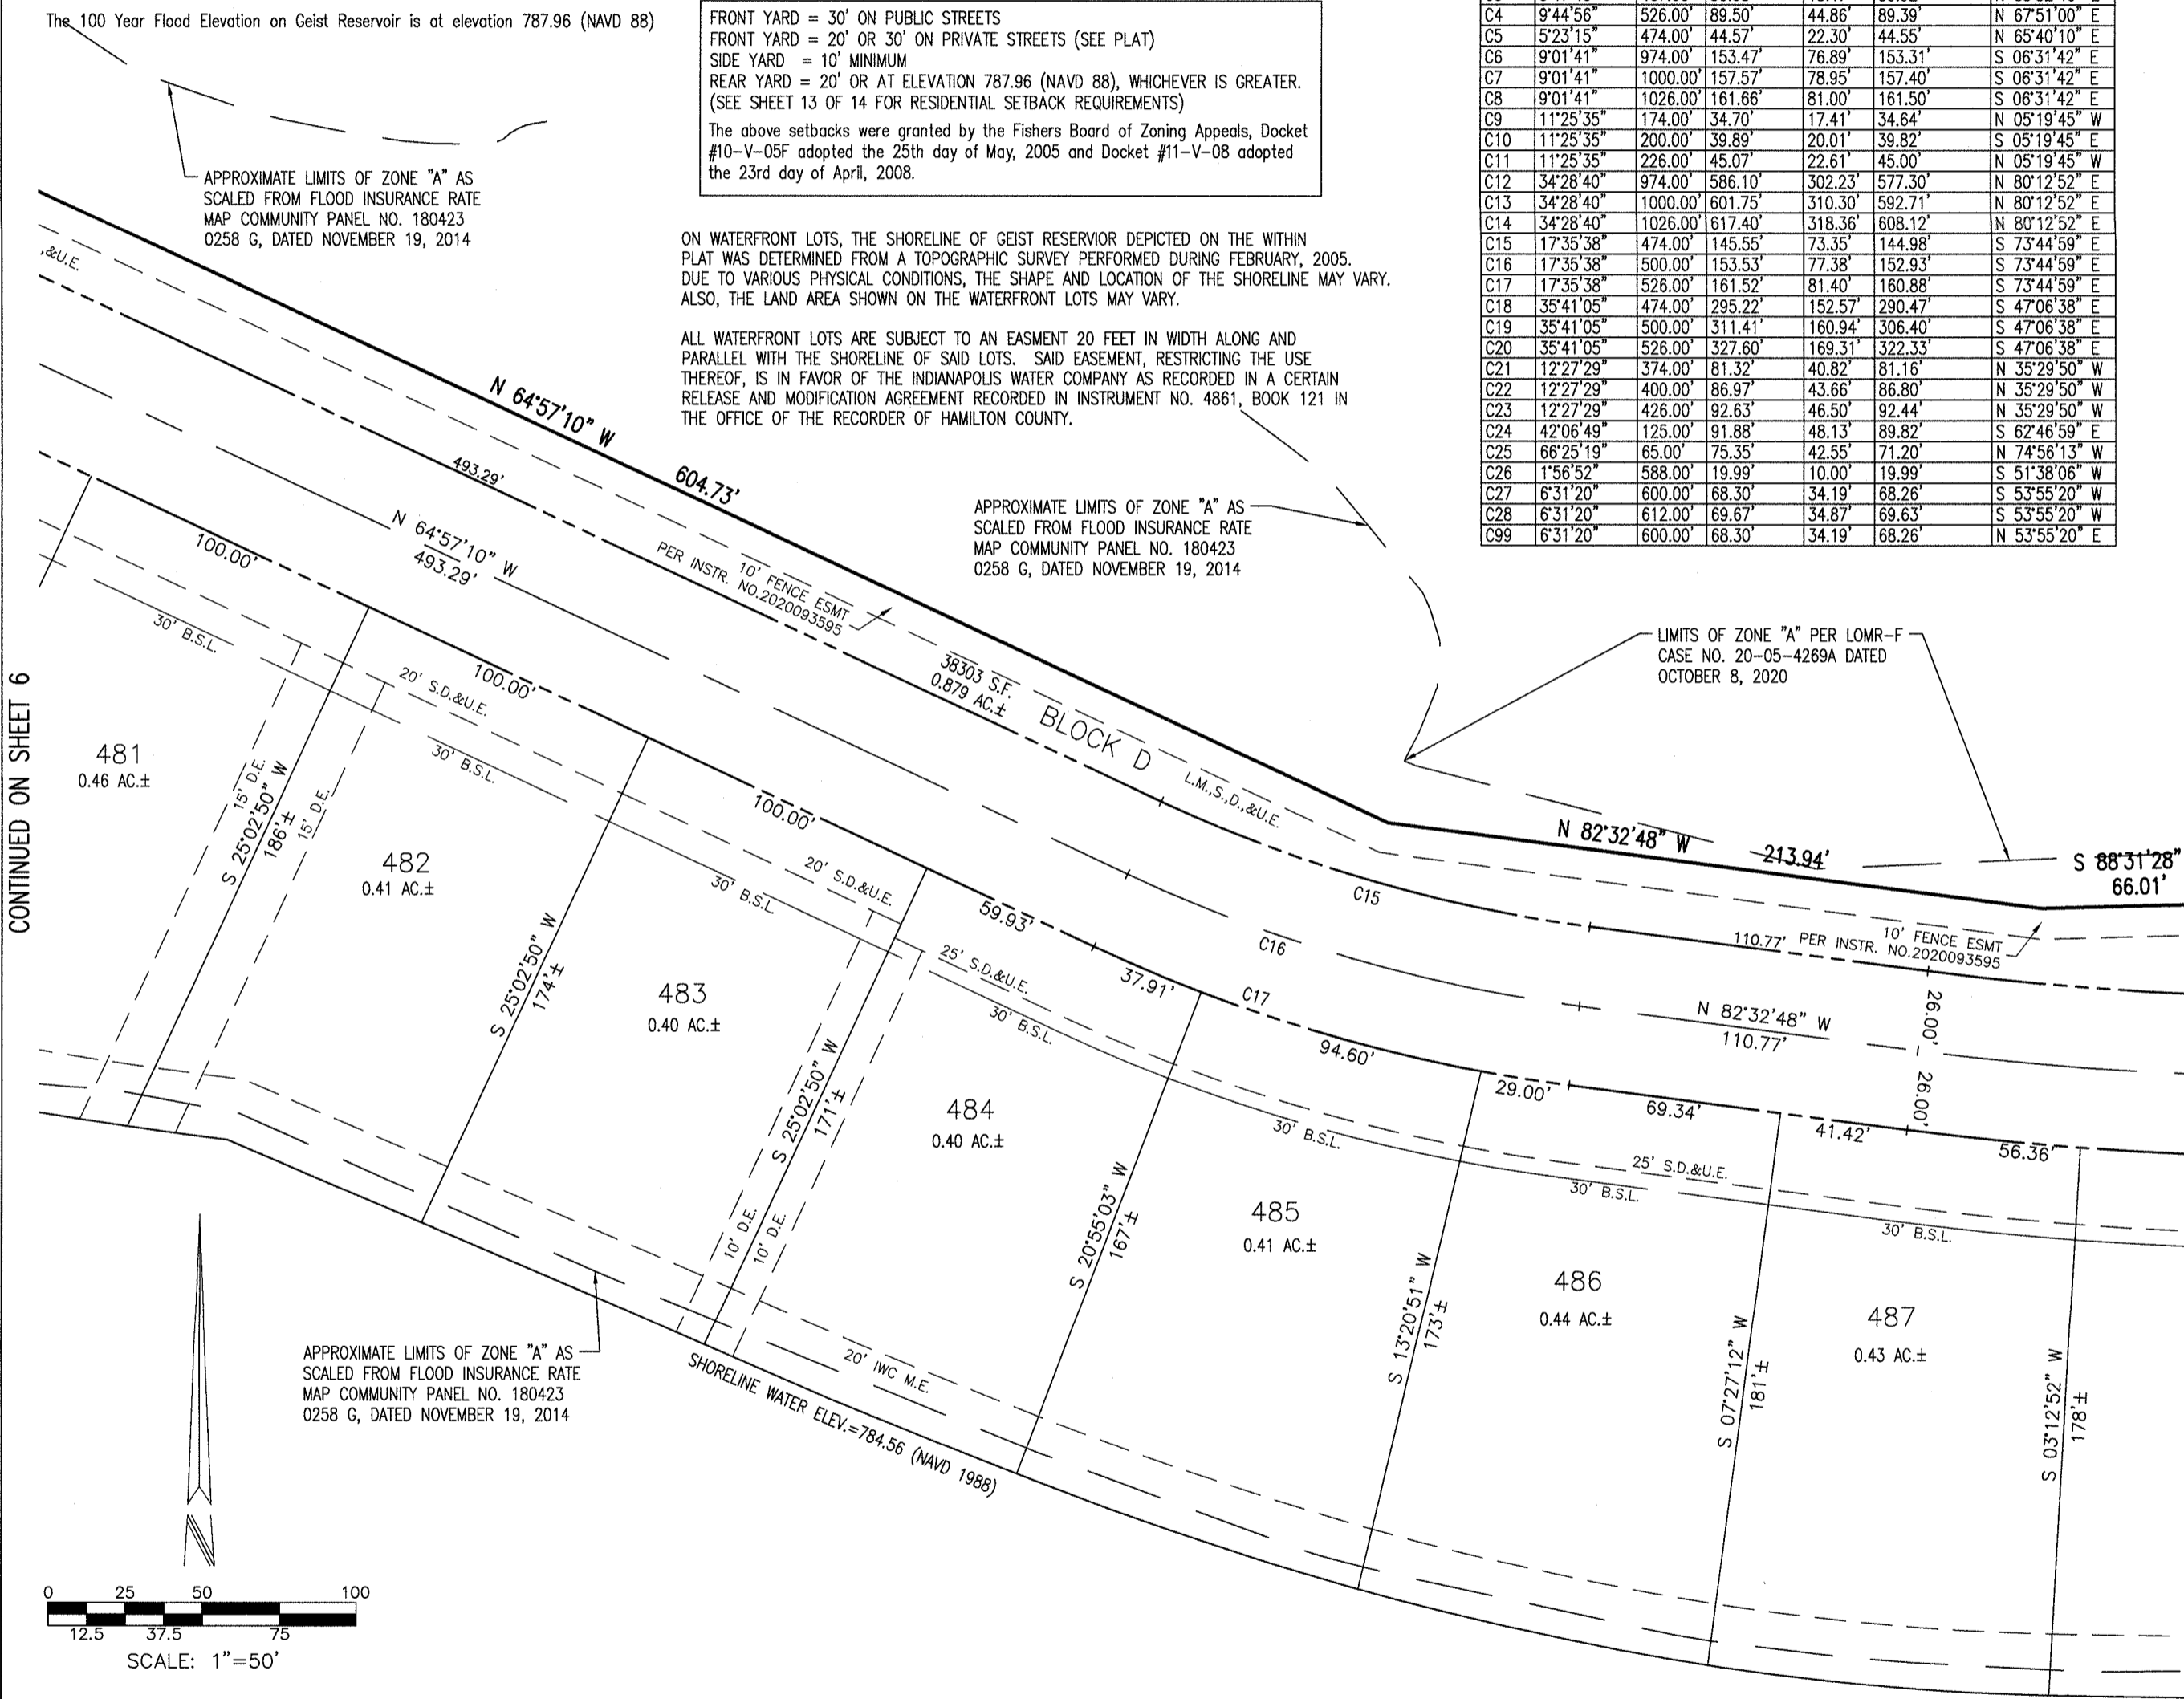 The 100 Year Flood Elevation on Geist Reservoir is at elevation 787.96 (NAVD 88)
APPROXIMATE LIMITS OF ZONE "A" AS
SCALED FROM FLOOD INSURANCE RATE
MAP COMMUNITY PANEL NO. 180423
0258 G, DATED NOVEMBER 19, 2014
FRONT YARD = 30' ON PUBLIC STREETS
FRONT YARD = 20' OR 30' ON PRIVATE STREETS (SEE PLAT)
SIDE YARD = 10' MINIMUM
REAR YARD = 20' OR AT ELEVATION 787.96 (NAVD 88), WHICHEVER IS GREATER.
(SEE SHEET 13 OF 14 FOR RESIDENTIAL SETBACK REQUIREMENTS)
The above setbacks were granted by the Fishers Board of Zoning Appeals, Docket
#10-V-05F adopted the 25th day of May, 2005 and Docket #11-V-08 adopted
the 23rd day of April, 2008.
ON WATERFRONT LOTS, THE SHORELINE OF GEIST RESERVIOR DEPICTED ON THE WITHIN
PLAT WAS DETERMINED FROM A TOPOGRAPHIC SURVEY PERFORMED DURING FEBRUARY, 2005.
DUE TO VARIOUS PHYSICAL CONDITIONS, THE SHAPE AND LOCATION OF THE SHORELINE MAY VARY.
ALSO, THE LAND AREA SHOWN ON THE WATERFRONT LOTS MAY VARY.
ALL WATERFRONT LOTS ARE SUBJECT TO AN EASMENT 20 FEET IN WIDTH ALONG AND
PARALLEL WITH THE SHORELINE OF SAID LOTS. SAID EASEMENT, RESTRICTING THE USE
THEREOF, IS IN FAVOR OF THE INDIANAPOLIS WATER COMPANY AS RECORDED IN A CERTAIN
RELEASE AND MODIFICATION AGREEMENT RECORDED IN INSTRUMENT NO. 4861, BOOK 121 IN
THE OFFICE OF THE RECORDER OF HAMILTON COUNTY.
C4 9°44'56" 526.00' 89.50' 44.86' 89.39' N 67°51'00" E
C5 5°23'15" 474.00' 44.57' 22.30' 44.55' N 65°40'10" E
C6 9°01'41" 974.00' 153.47' 76.89' 153.31' S 06°31'42" E
C7 9°01'41" 1000.00' 157.57' 78.95' 157.40' S 06°31'42" E
C8 9°01'41" 1026.00' 161.66' 81.00' 161.50' S 06°31'42" E
C9 11°25'35" 174.00' 34.70' 17.41' 34.64' N 05°19'45" W
C10 11°25'35" 200.00' 39.89' 20.01' 39.82' S 05°19'45" E
C11 11°25'35" 226.00' 45.07' 22.61' 45.00' N 05°19'45" W
C12 34°28'40" 974.00' 586.10' 302.23' 577.30' N 80°12'52" E
C13 34°28'40" 1000.00' 601.75' 310.30' 592.71' N 80°12'52" E
C14 34°28'40" 1026.00' 617.40' 318.36' 608.12' N 80°12'52" E
C15 17°35'38" 474.00' 145.55' 73.35' 144.98' S 73°44'59" E
C16 17°35'38" 500.00' 153.53' 77.38' 152.93' S 73°44'59" E
C17 17°35'38" 526.00' 161.52' 81.40' 160.88' S 73°44'59" E
C18 35°41'05" 474.00' 295.22' 152.57' 290.47' S 47°06'38" E
C19 35°41'05" 500.00' 311.41' 160.94' 306.40' S 47°06'38" E
C20 35°41'05" 526.00' 327.60' 169.31' 322.33' S 47°06'38" E
C21 12°27'29" 374.00' 81.32' 40.82' 81.16' N 35°29'50" W
C22 12°27'29" 400.00' 86.97' 43.66' 86.80' N 35°29'50" W
C23 12°27'29" 426.00' 92.63' 46.50' 92.44' N 35°29'50" W
C24 42°06'49" 125.00' 91.88' 48.13' 89.82' S 62°46'59" E
C25 66°25'19" 65.00' 75.35' 42.55' 71.20' N 74°56'13" W
C26 1°56'52" 588.00' 19.99' 10.00' 19.99' S 51°38'06" W
C27 6°31'20" 600.00' 68.30' 34.19' 68.26' S 53°55'20" W
C28 6°31'20" 612.00' 69.67' 34.87' 69.63' S 53°55'20" W
C99 6°31'20" 600.00' 68.30' 34.19' 68.26' N 53°55'20" E
,&U.E.
N 64°57'10" W
604.73'
493.29'
N 64°57'10" W
493.29'
10' FENCE ESMT
PER INSTR. NO.2020093595
APPROXIMATE LIMITS OF ZONE "A" AS
SCALED FROM FLOOD INSURANCE RATE
MAP COMMUNITY PANEL NO. 180423
0258 G, DATED NOVEMBER 19, 2014
LIMITS OF ZONE "A" PER LOMR-F
CASE NO. 20-05-4269A DATED
OCTOBER 8, 2020
38303 S.F.
0.879 AC.±
BLOCK D
L.M.,S.,D.,&U.E.
N 82°32'48" W
213.94'
S 88°31'28"
66.01'
C15
C16
C17
110.77'
10' FENCE ESMT
PER INSTR. NO.2020093595
N 82°32'48" W
110.77'
26.00'
26.00'
CONTINUED ON SHEET 6
100.00'
100.00'
100.00'
59.93'
37.91'
94.60'
29.00'
69.34'
41.42'
56.36'
30' B.S.L.
20' S.D.&U.E.
30' B.S.L.
20' S.D.&U.E.
30' B.S.L.
25' S.D.&U.E.
30' B.S.L.
30' B.S.L.
25' S.D.&U.E.
30' B.S.L.
30' B.S.L.
481
0.46 AC.±
15' D.E.
S 25°02'50" W
186'±
15' D.E.
482
0.41 AC.±
S 25°02'50" W
174'±
483
0.40 AC.±
10' D.E.
S 25°02'50" W
171'±
10' D.E.
484
0.40 AC.±
S 20°55'03" W
167'±
485
0.41 AC.±
S 13°20'51" W
173'±
486
0.44 AC.±
S 07°27'12" W
181'±
487
0.43 AC.±
S 03°12'52" W
178'±
20' IWC M.E.
SHORELINE WATER ELEV.=784.56 (NAVD 1988)
APPROXIMATE LIMITS OF ZONE "A" AS
SCALED FROM FLOOD INSURANCE RATE
MAP COMMUNITY PANEL NO. 180423
0258 G, DATED NOVEMBER 19, 2014
N
0 25 50 100
12.5 37.5 75
SCALE: 1"=50'